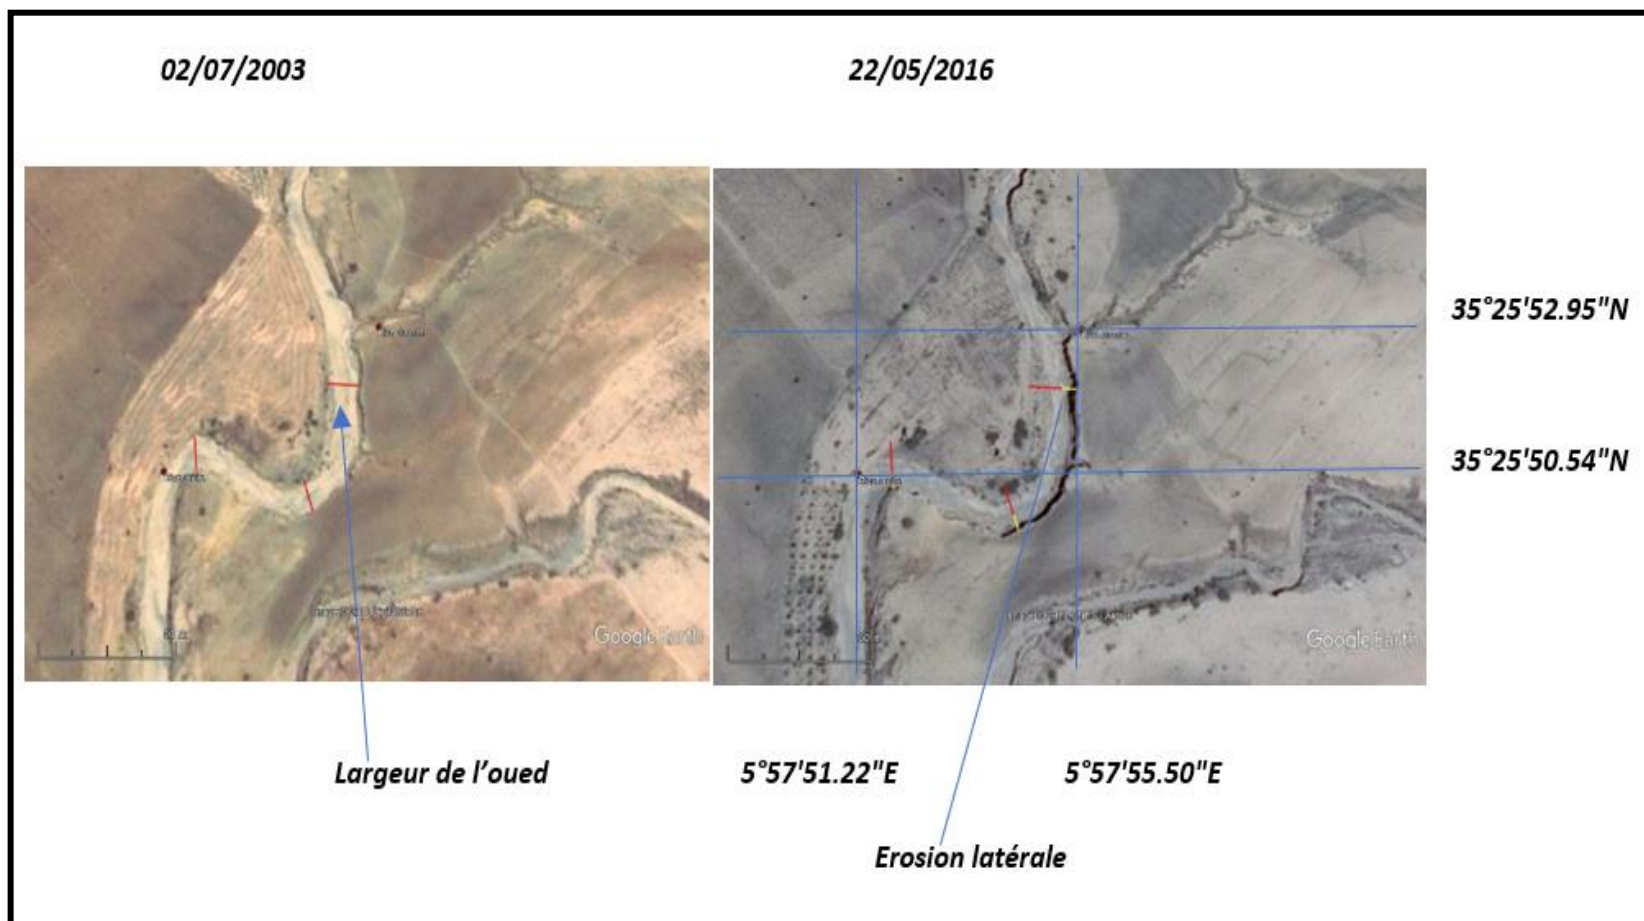 02/07/2003
22/05/2016
35°25'52.95"N
35°25'50.54"N
Google Earth
Google Earth
Largeur de l’oued
5°57'51.22"E
5°57'55.50"E
Erosion latérale